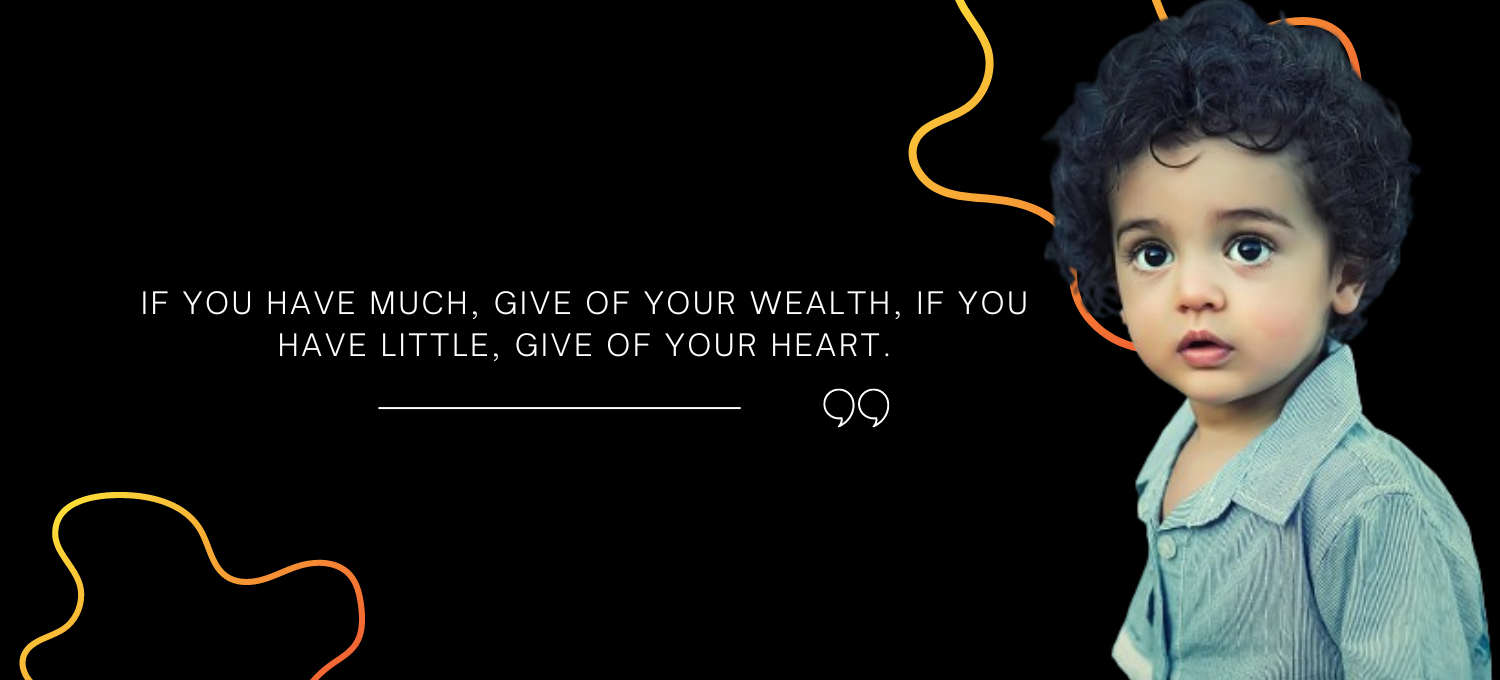 IF YOU HAVE MUCH, GIVE OF YOUR WEALTH, IF YOU
HAVE LITTLE, GIVE OF YOUR HEART.